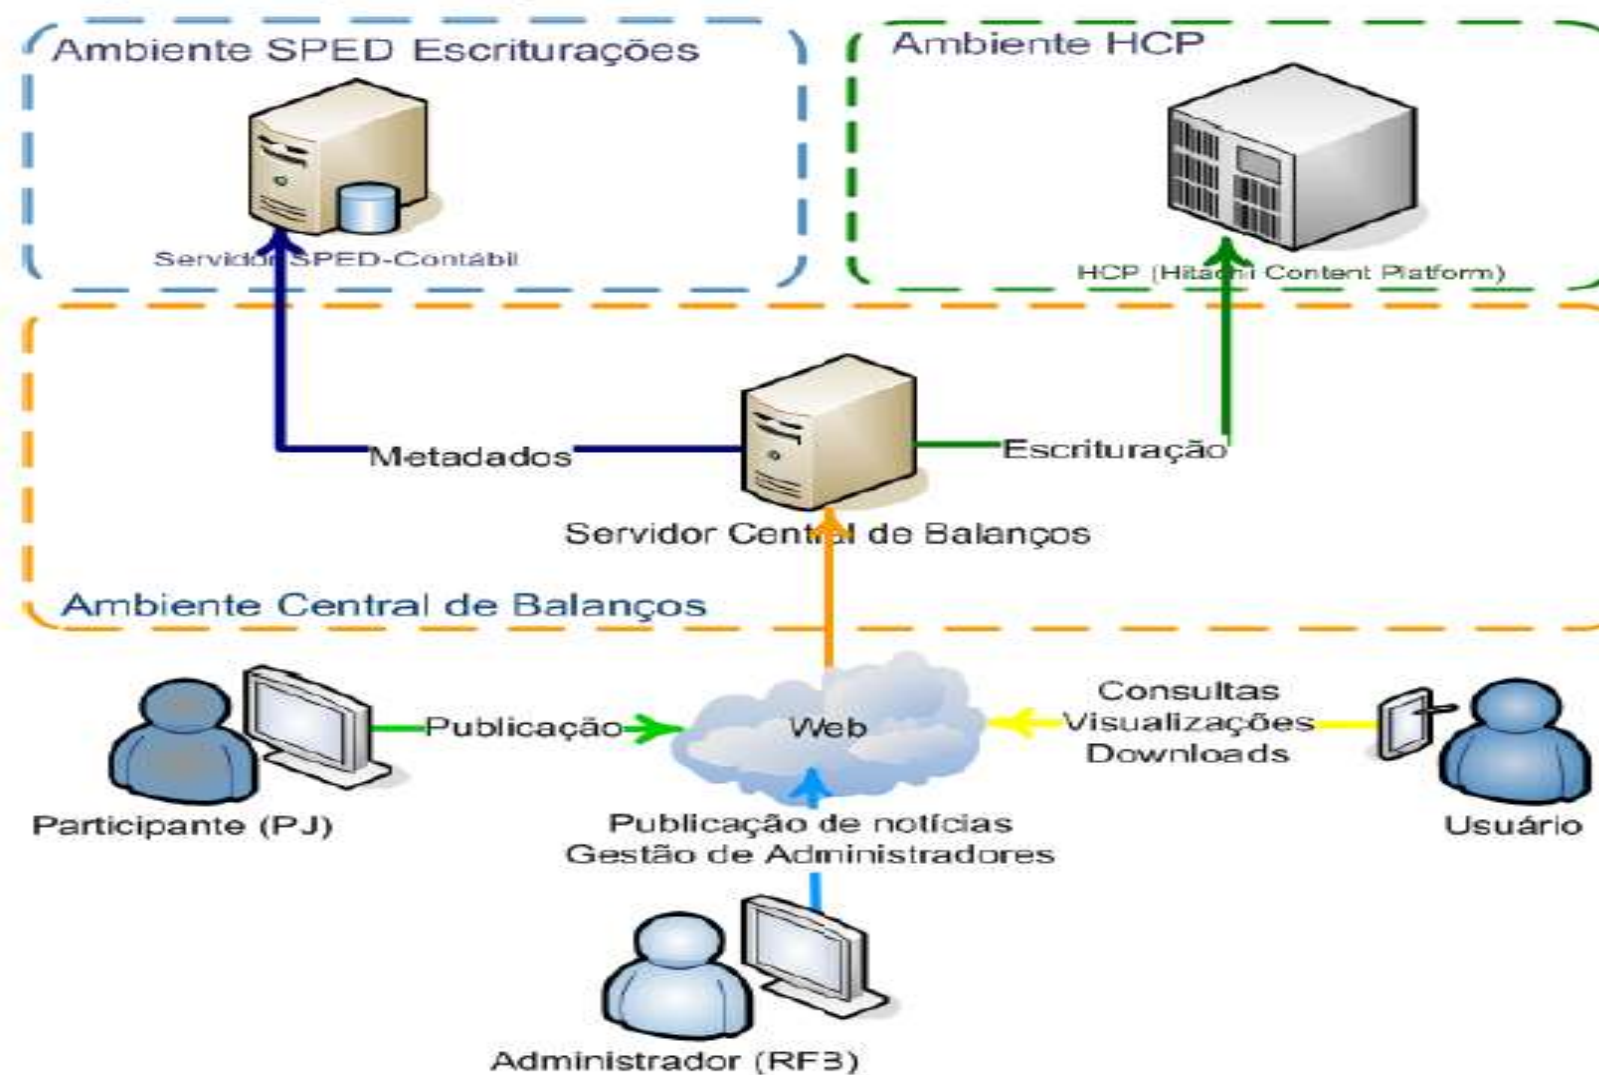 Ambiente SPED Escriturações
Ambiente HCP
Servidor SPED-Contábil
HCP (Hitachi Content Platform)
Metadados
Escrituração
Servidor Central de Balanços
Ambiente Central de Balanços
Publicação
Web
Consultas
Visualizações
Downloads
Participante (PJ)
Publicação de notícias
Gestão de Administradores
Usuário
Administrador (RFB)